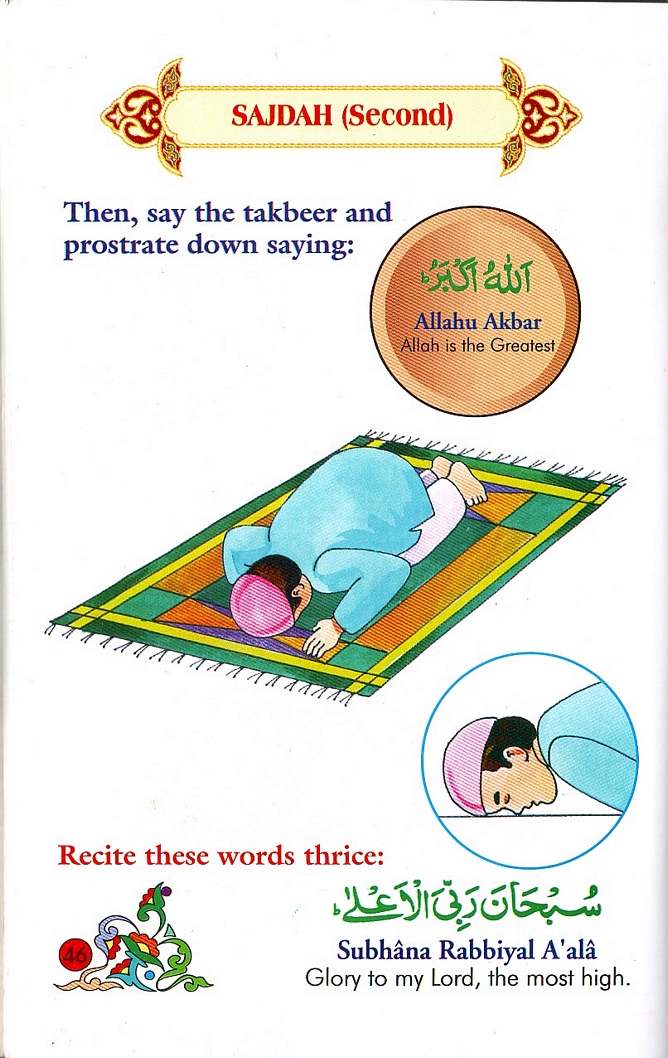 SAJDAH (Second)
Then, say the takbeer and
prostrate down saying:
اَللّٰهُ اَكْبَرُ ؕ
Allahu Akbar
Allah is the Greatest
Recite these words thrice:
سُبْحَانَ رَبِّىَ الْاَعْلٰى ؕ
Subhâna Rabbiyal A'alâ
Glory to my Lord, the most high.
46